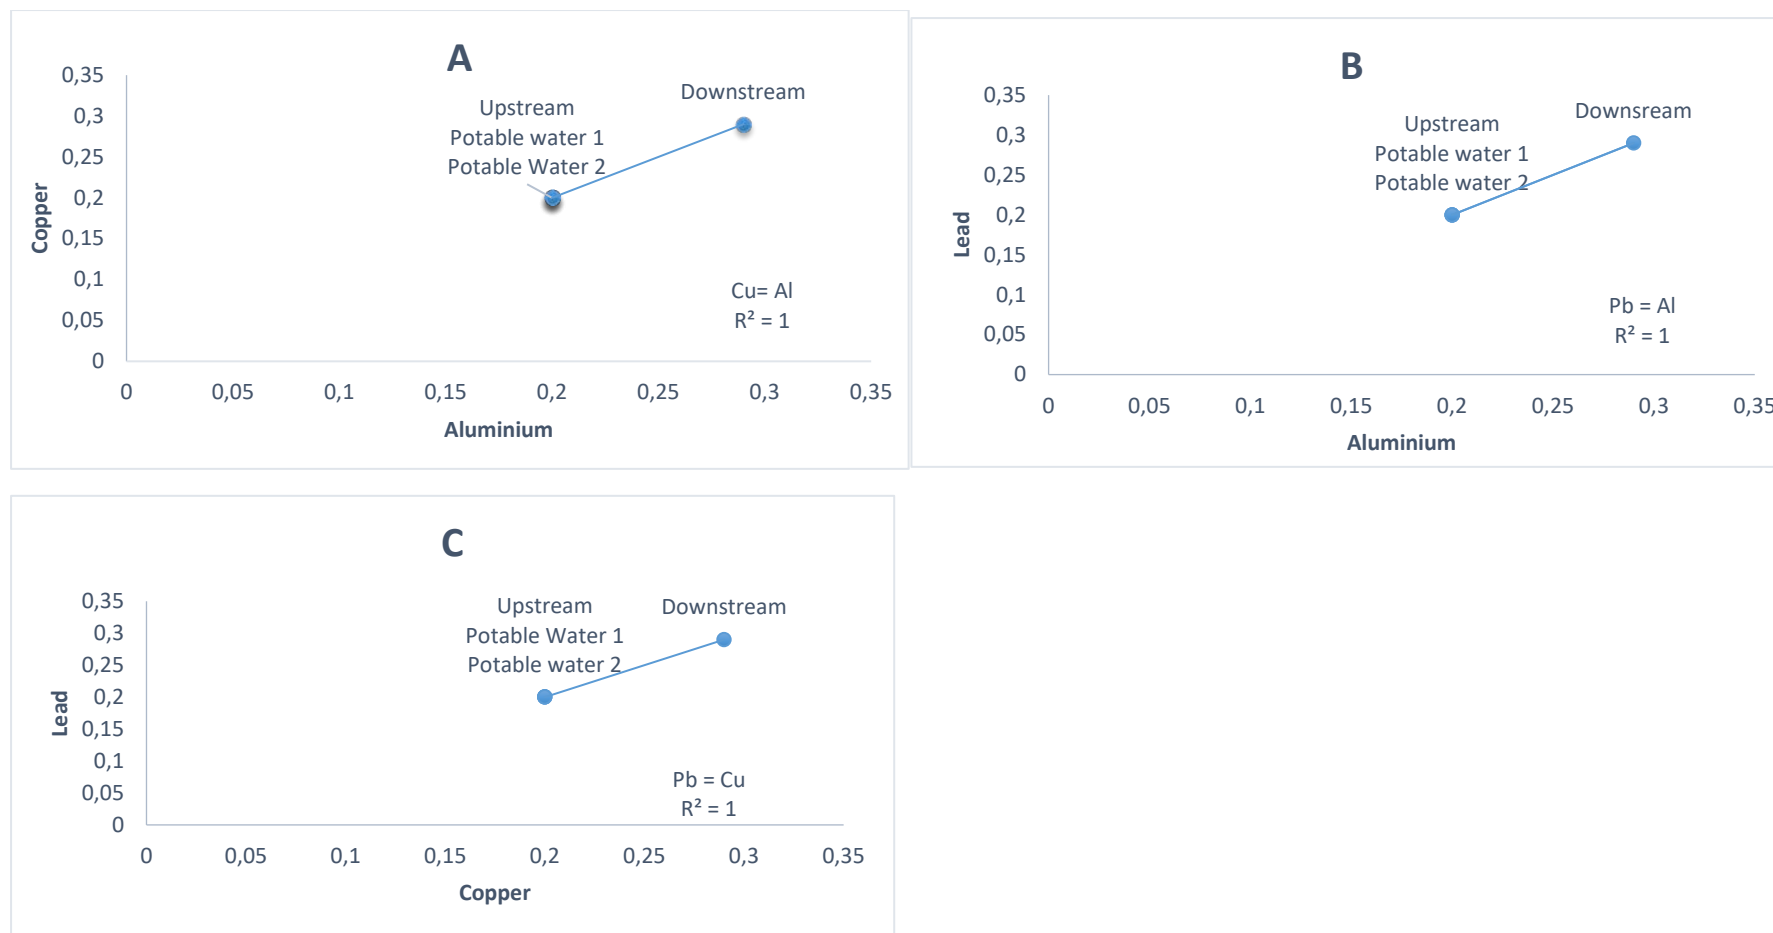 A
0,35
0,3
0,25
0,2
0,15
0,1
0,05
0
Copper
Upstream
Potable water 1
Potable Water 2
Downstream
Cu= Al
R² = 1
0 0,05 0,1 0,15 0,2 0,25 0,3 0,35
Aluminium
B
0,35
0,3
0,25
0,2
0,15
0,1
0,05
0
Lead
Upstream
Potable water 1
Potable water 2
Downsream
Pb = Al
R² = 1
0 0,05 0,1 0,15 0,2 0,25 0,3 0,35
Aluminium
C
0,35
0,3
0,25
0,2
0,15
0,1
0,05
0
Lead
Upstream
Potable Water 1
Potable water 2
Downstream
Pb = Cu
R² = 1
0 0,05 0,1 0,15 0,2 0,25 0,3 0,35
Copper